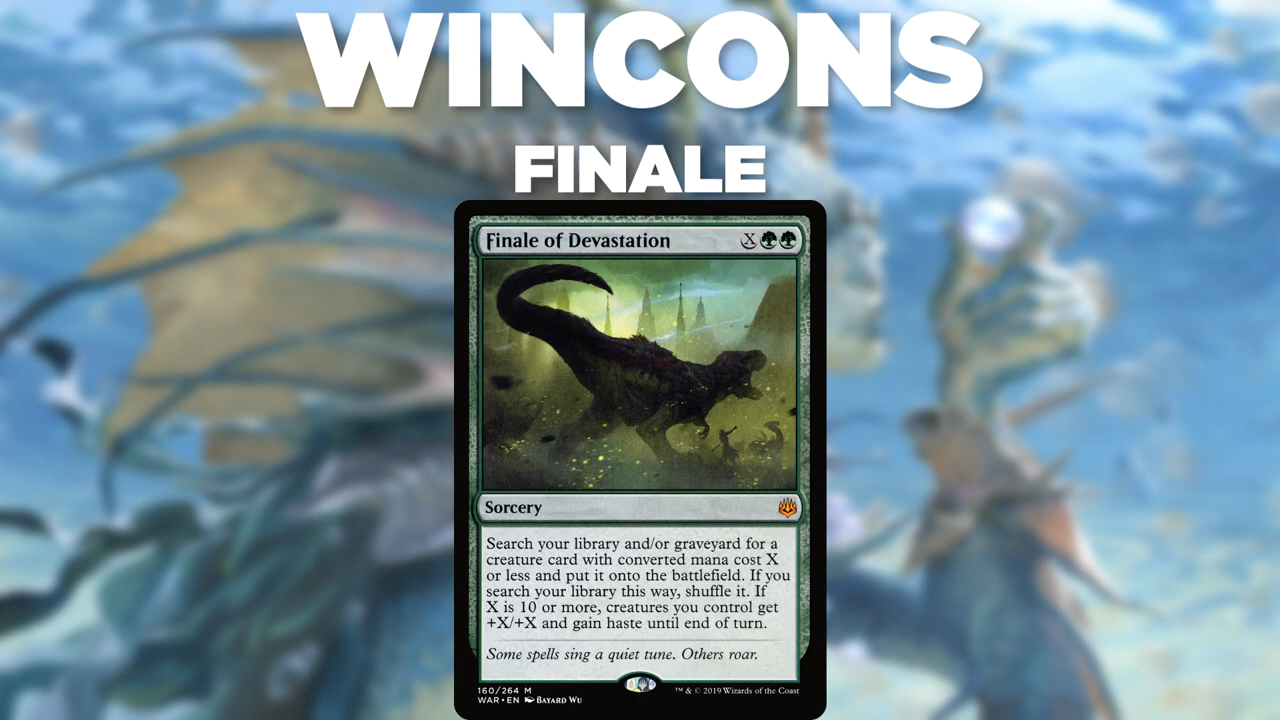 WINCONS
FINALE
Finale of Devastation X
Sorcery
Search your library and/or graveyard for a
creature card with converted mana cost X
or less and put it onto the battlefield. If you
search your library this way, shuffle it. If
X is 10 or more, creatures you control get
+X/+X and gain haste until end of turn.
Some spells sing a quiet tune. Others roar.
160/264 M
WAR • EN BAYARD WU
™ & © 2019 Wizards of the Coast